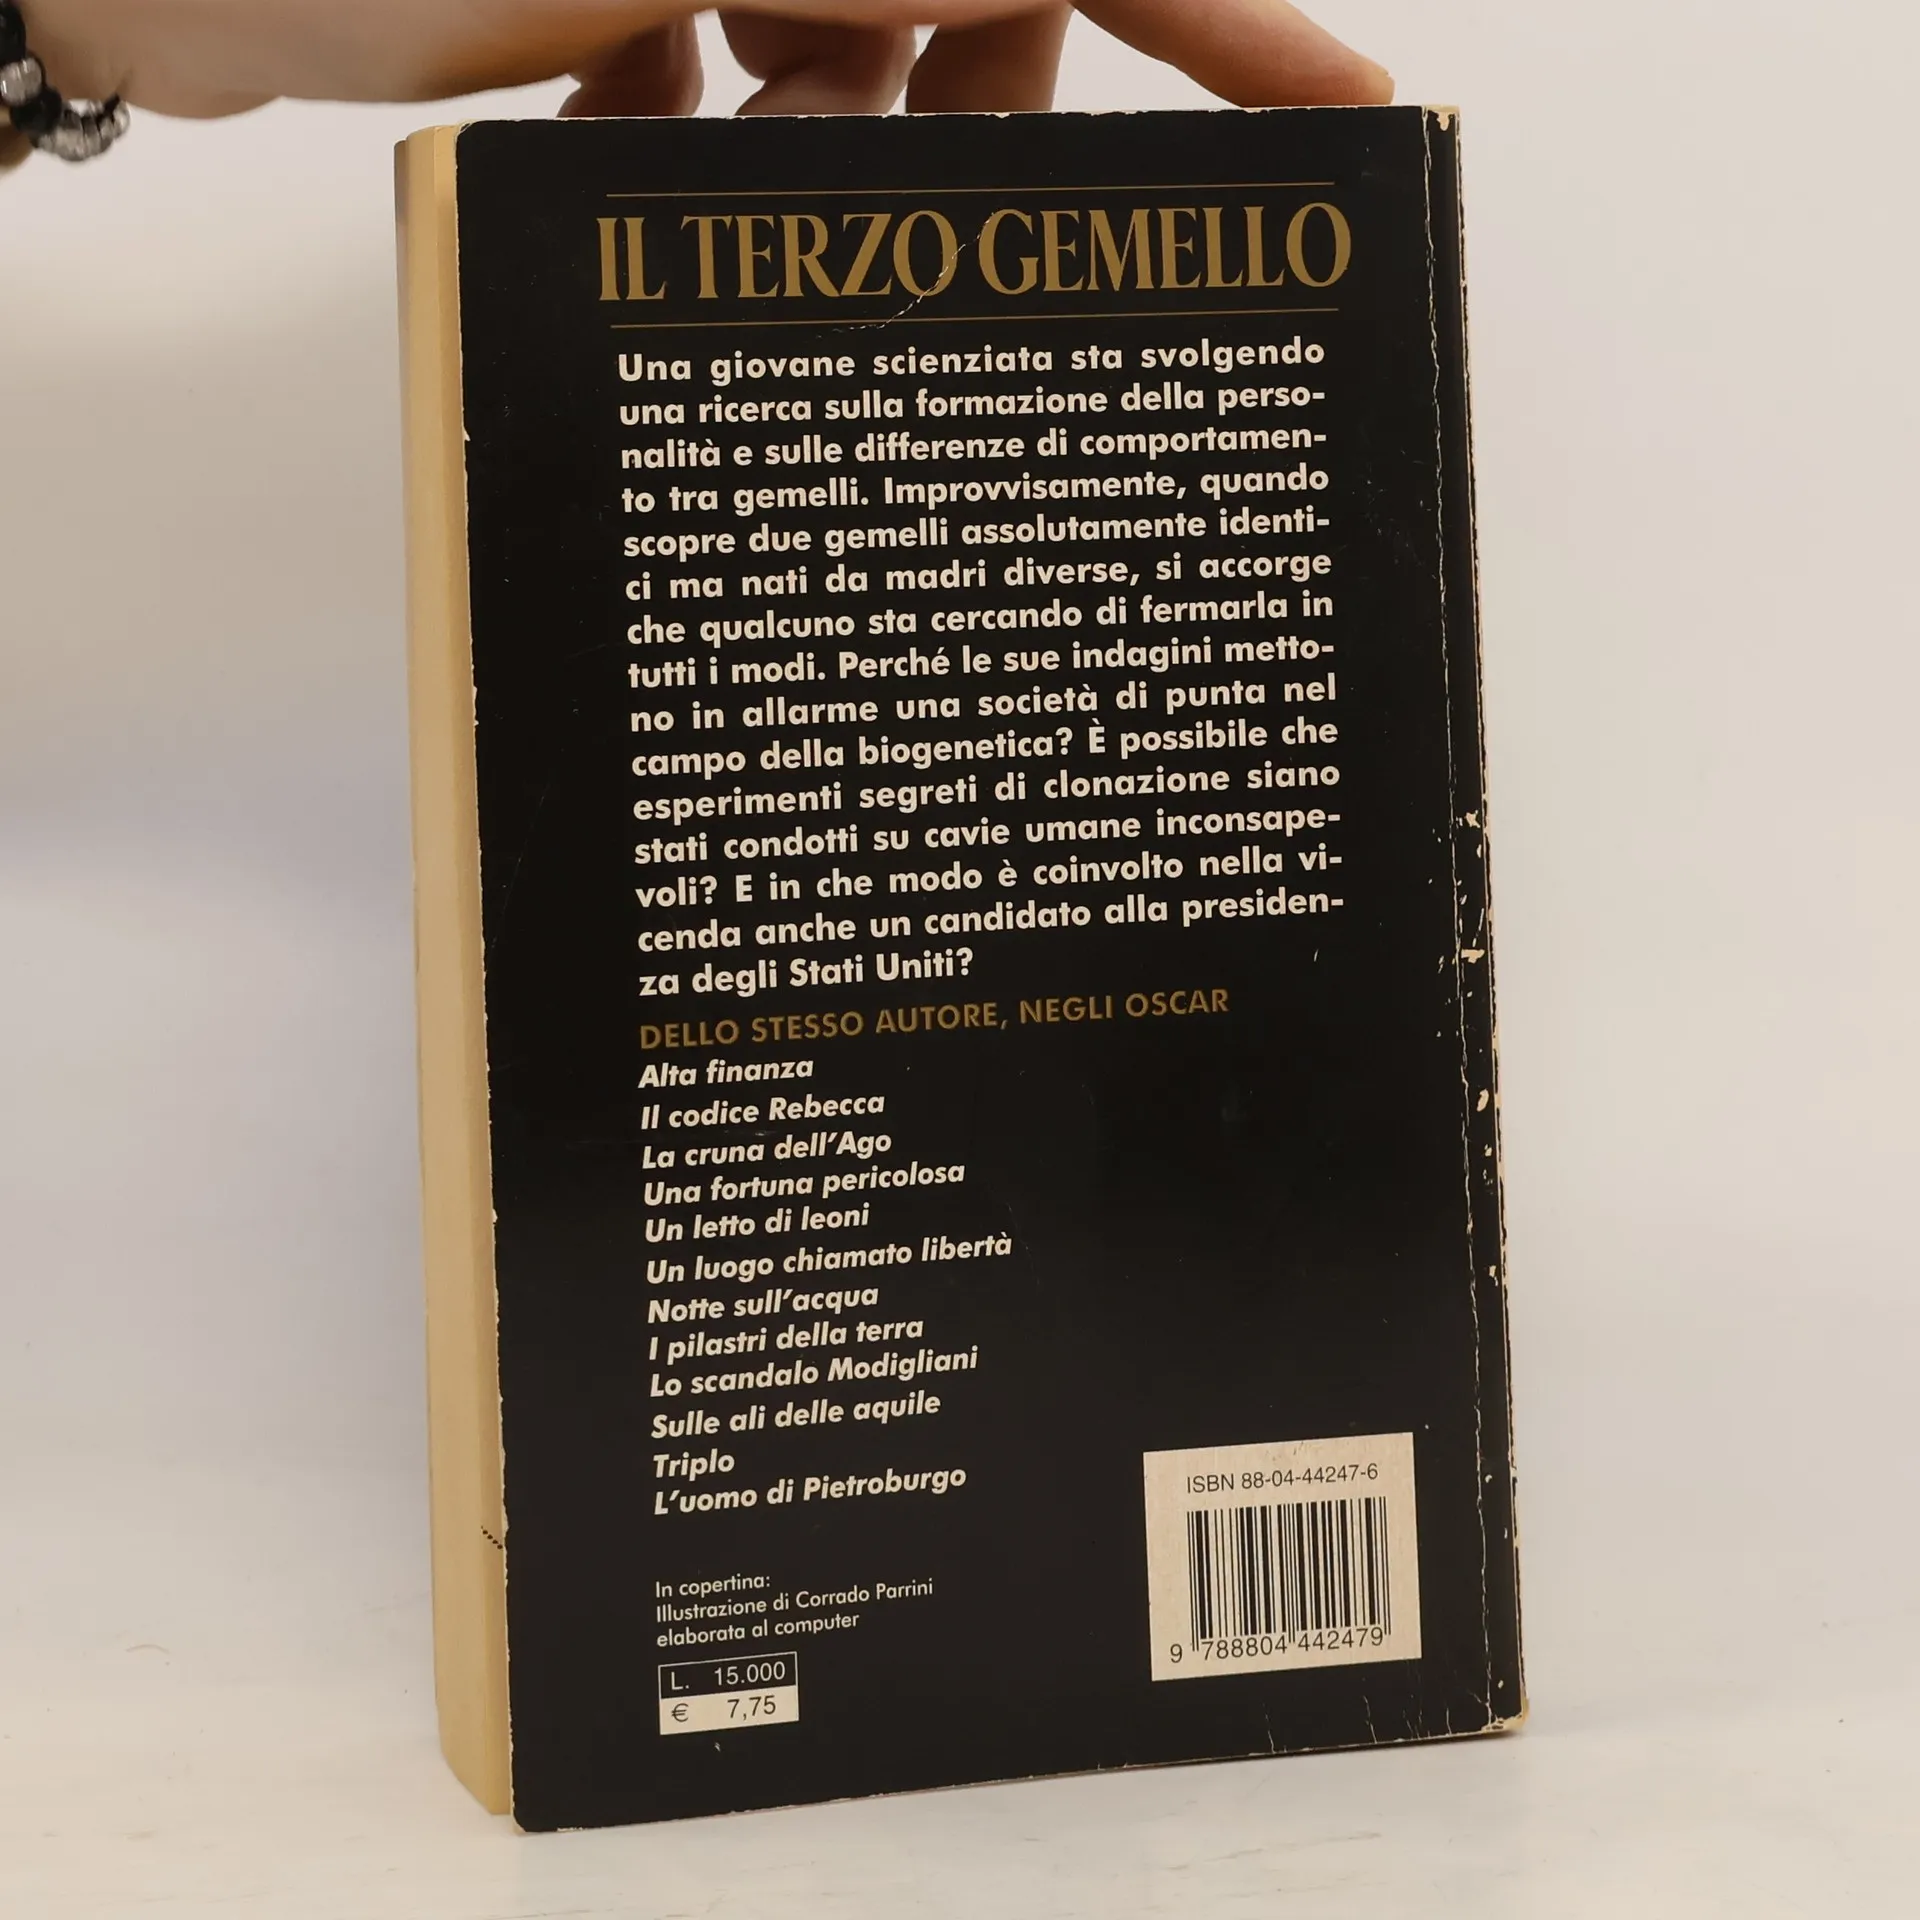 IL TERZO GEMELLO
Una giovane scienziata sta svolgendo
una ricerca sulla formazione della perso-
nalità e sulle differenze di comportamen-
to tra gemelli. Improvvisamente, quando
scopre due gemelli assolutamente identi-
ci ma nati da madri diverse, si accorge
che qualcuno sta cercando di fermarla in
tutti i modi. Perché le sue indagini metto-
no in allarme una società di punta nel
campo della biogenetica? È possibile che
esperimenti segreti di clonazione siano
stati condotti su cavie umane inconsape-
voli? E in che modo è coinvolto nella vi-
cenda anche un candidato alla presiden-
za degli Stati Uniti?
DELLO STESSO AUTORE, NEGLI OSCAR
Alta finanza
Il codice Rebecca
La cruna dell'Ago
Una fortuna pericolosa
Un letto di leoni
Un luogo chiamato libertà
Notte sull'acqua
I pilastri della terra
Lo scandalo Modigliani
Sulle ali delle aquile
Triplo
L'uomo di Pietroburgo
In copertina:
Illustrazione di Corrado Parrini
elaborata al computer
L. 15.000
€ 7,75
ISBN 88-04-44247-6
9 788804 442479